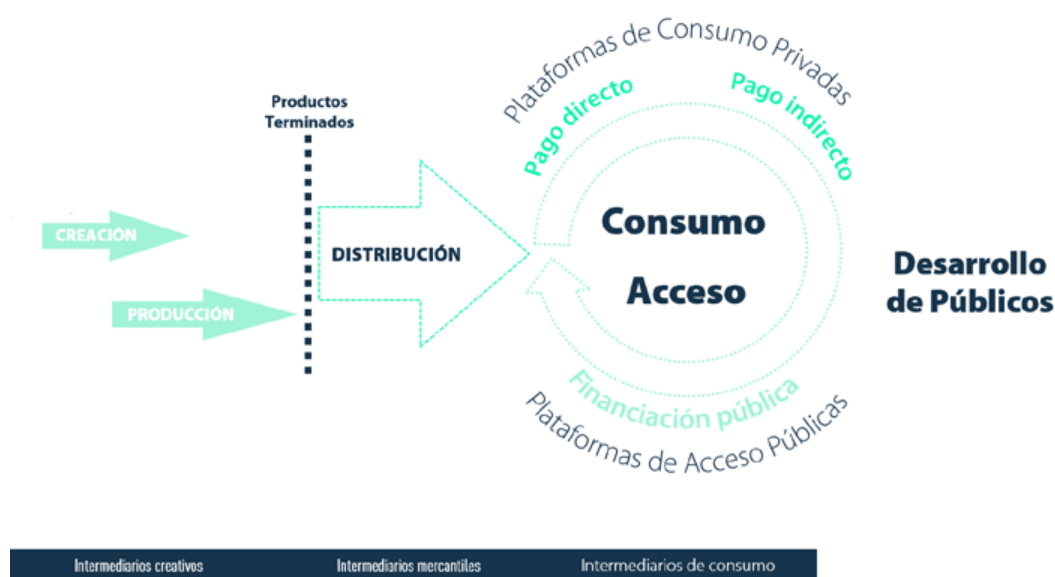 Plataformas de Consumo Privadas
Pago directo
Pago indirecto
Productos
Terminados
CREACIÓN
PRODUCCIÓN
DISTRIBUCIÓN
Consumo
Acceso
Desarrollo
de Públicos
Financiación pública
Plataformas de Acceso Públicas
Intermediarios creativos
Intermediarios mercantiles
Intermediarios de consumo